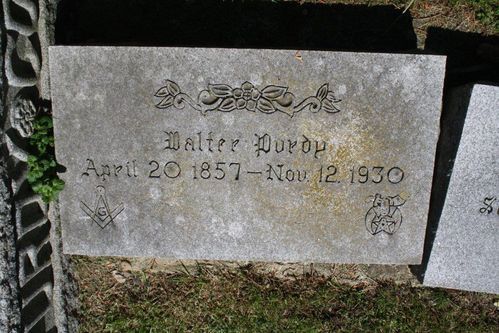 Walter Purdy
April 20 1857 - Nov. 12, 1930
G
S